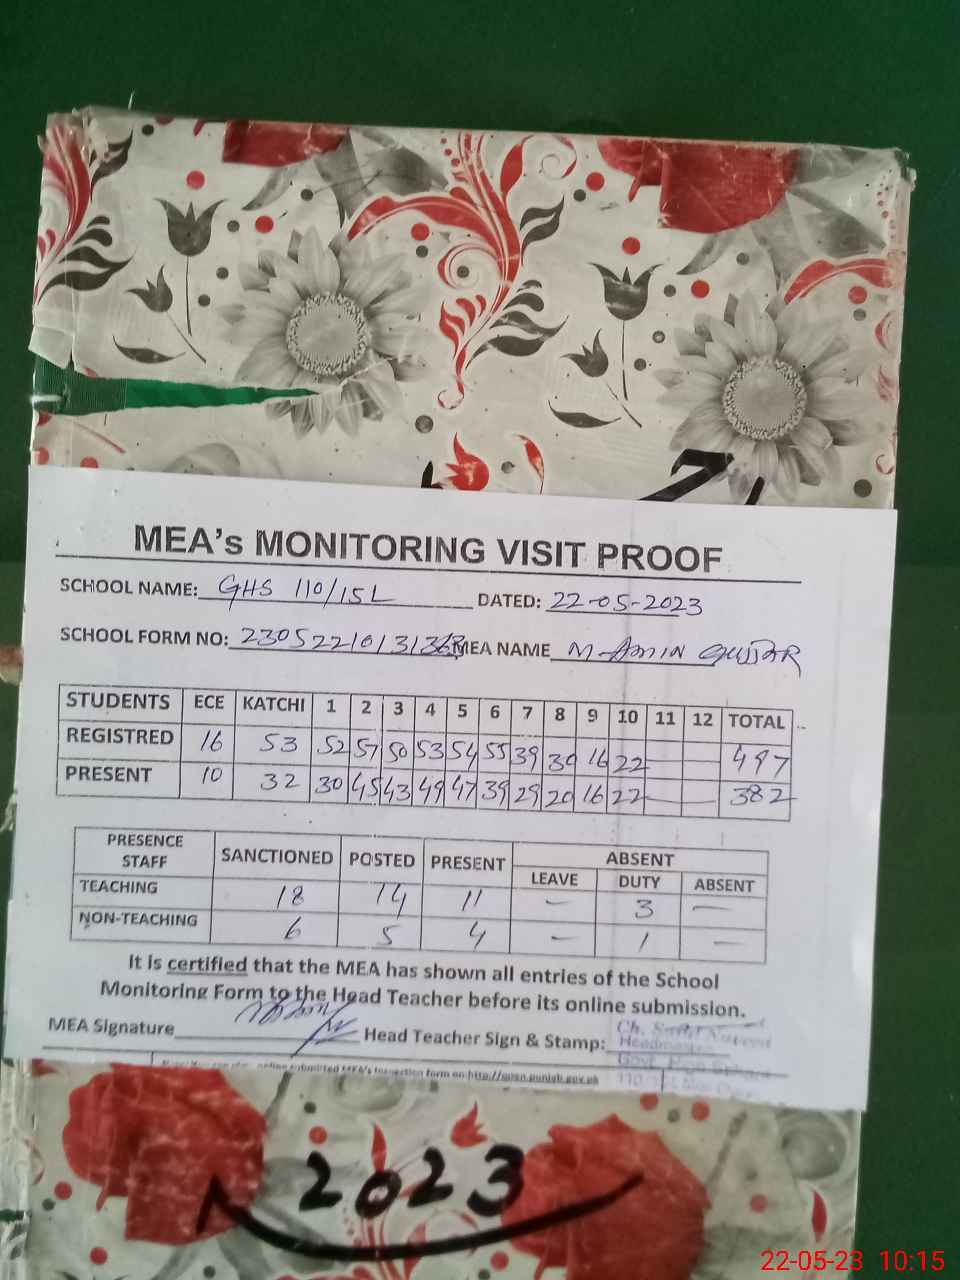 MEA's MONITORING VISIT PROOF
SCHOOL NAME: GHS 110/15L DATED: 22-05-2023
SCHOOL FORM NO: MEA NAME M-AMIN GUJJAR
STUDENTS ECE KATCHI 1 2 3 4 5 6 7 8 9 10 11 12 TOTAL
REGISTRED 16 53 52 57 50 53 54 55 39 30 16 22 — — 497
PRESENT 10 32 30 45 43 49 47 39 29 20 16 22 — — 382
PRESENCE STAFF SANCTIONED POSTED PRESENT ABSENT
LEAVE DUTY ABSENT
TEACHING 18 14 11 — 3 —
NON-TEACHING 6 5 4 — 1 —
It is certified that the MEA has shown all entries of the School
Monitoring Form to the Head Teacher before its online submission.
MEA Signature Head Teacher Sign & Stamp:
Headmaster
2023
22-05-23 10:15